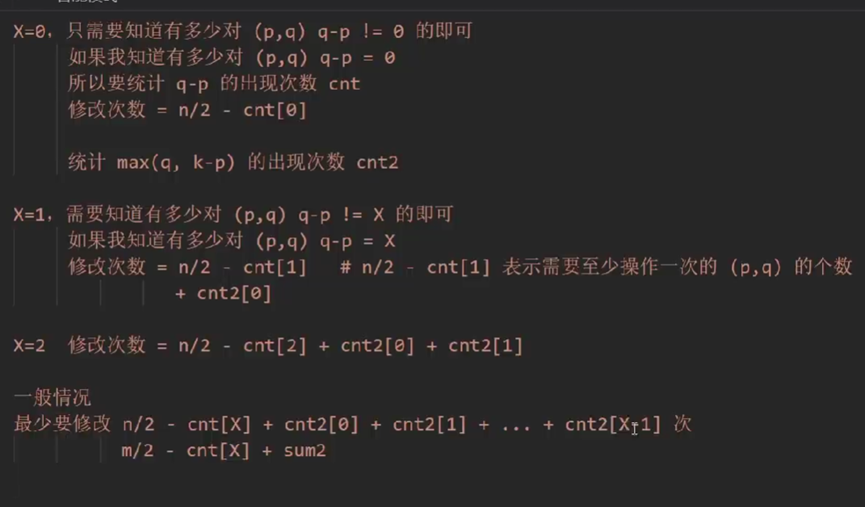 X=0，只需要知道有多少对 (p,q) q-p != 0 的即可
如果我知道有多少对 (p,q) q-p = 0
所以要统计 q-p 的出现次数 cnt
修改次数 = n/2 - cnt[0]
统计 max(q, k-p) 的出现次数 cnt2
X=1，需要知道有多少对 (p,q) q-p != X 的即可
如果我知道有多少对 (p,q) q-p = X
修改次数 = n/2 - cnt[1] # n/2 - cnt[1] 表示需要至少操作一次的 (p,q) 的个数
+ cnt2[0]
X=2 修改次数 = n/2 - cnt[2] + cnt2[0] + cnt2[1]
一般情况
最少要修改 n/2 - cnt[X] + cnt2[0] + cnt2[1] + ... + cnt2[X-1] 次
m/2 - cnt[X] + sum2